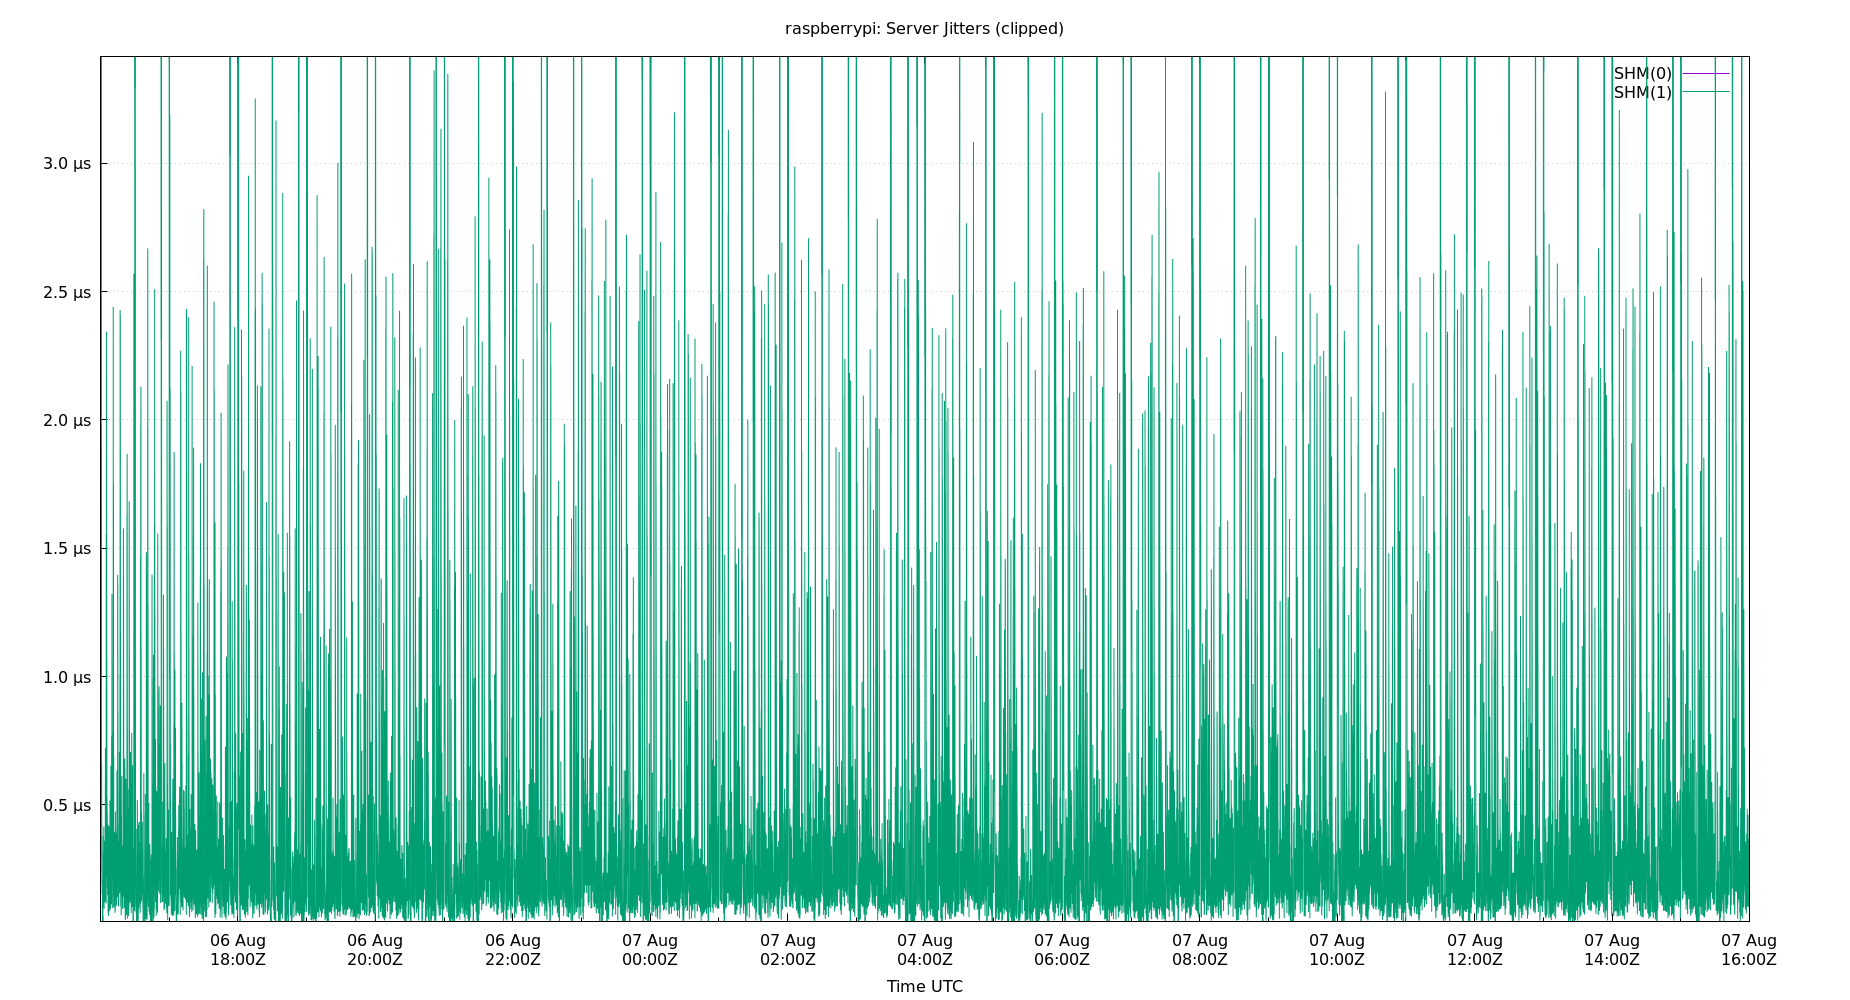 raspberrypi: Server Jitters (clipped)
SHM(0)
SHM(1)
3.0 µs
2.5 µs
2.0 µs
1.5 µs
1.0 µs
0.5 µs
06 Aug 06 Aug 06 Aug 07 Aug 07 Aug 07 Aug 07 Aug 07 Aug 07 Aug 07 Aug 07 Aug 07 Aug
18:00Z 20:00Z 22:00Z 00:00Z 02:00Z 04:00Z 06:00Z 08:00Z 10:00Z 12:00Z 14:00Z 16:00Z
Time UTC